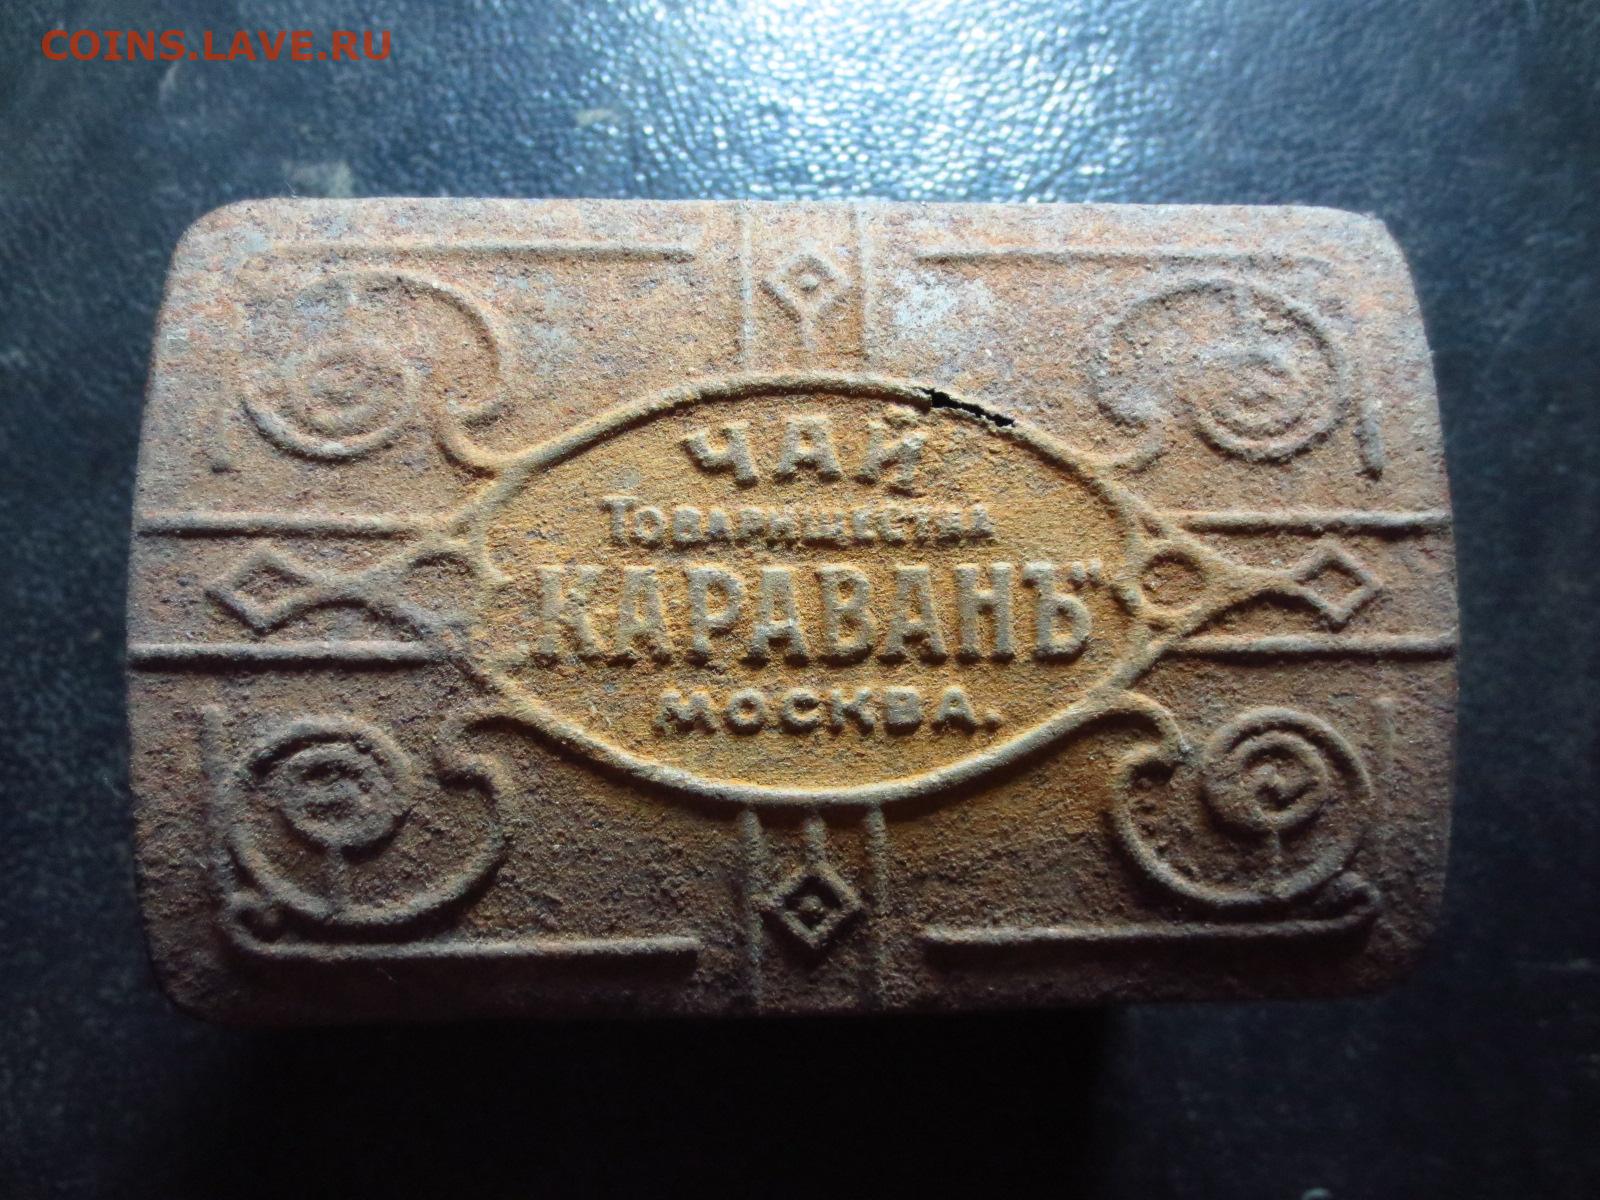 COINS.LAVE.RU
ЧАЙ
ТОВАРИЩЕСТВА
"КАРАВАНЪ"
МОСКВА.